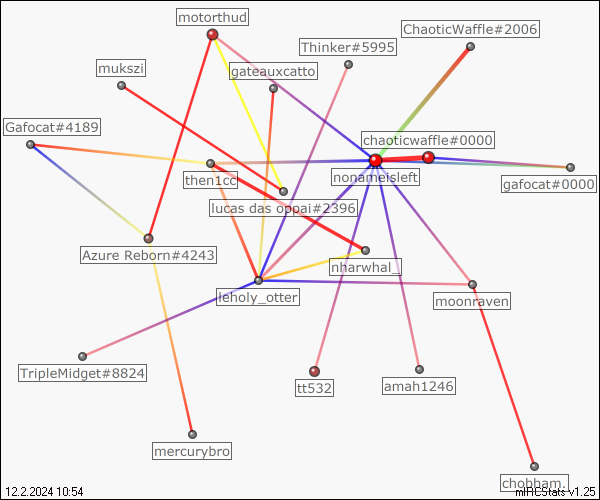 motorthud
ChaoticWaffle#2006
Thinker#5995
mukszi
gateauxcatto
Gafocat#4189
chaoticwaffle#0000
then1cc
nonameisleft
gafocat#0000
lucas das oppai#2396
Azure Reborn#4243
nharwhal_
leholy_otter
moonraven
TripleMidget#8824
tt532
amah1246
mercurybro
chobham.
12.2.2024 10:54
mIRCStats v1.25